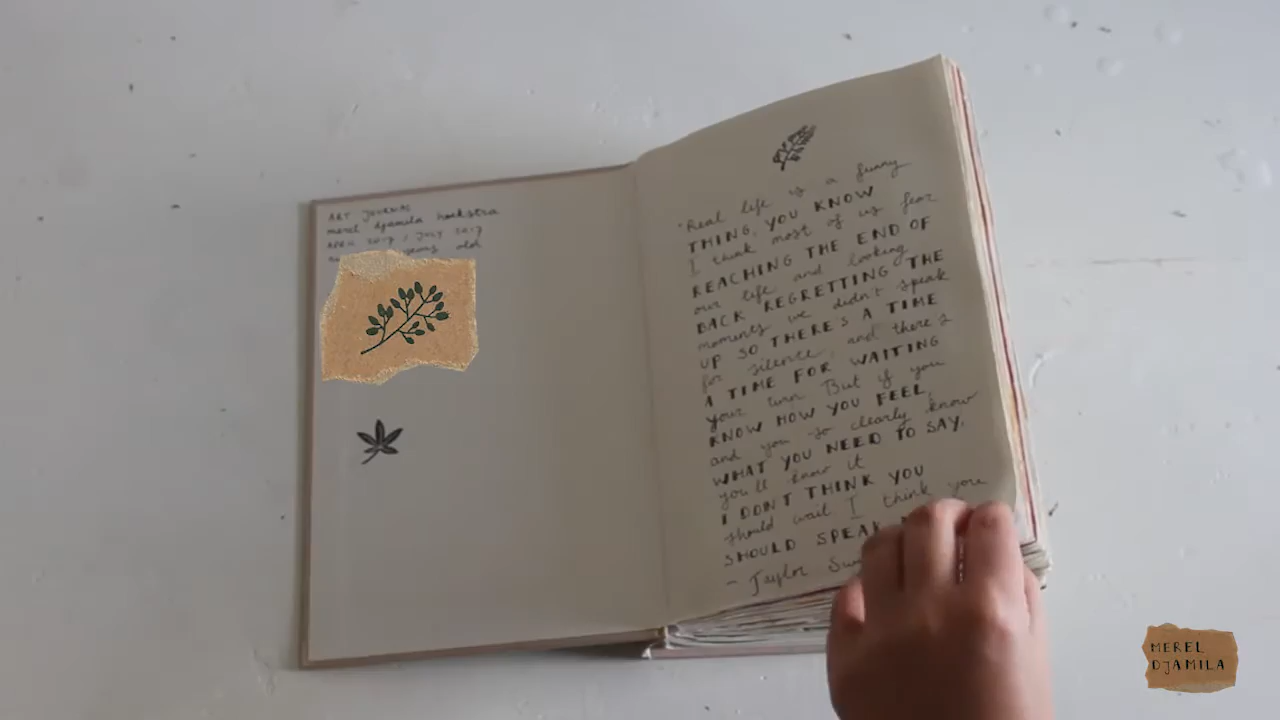 ART JOURNAL
merel djamila hoekstra
APRIL 2017 / JULY 2017
years old
"Real life is a funny
THING, YOU KNOW
I think most of us fear
REACHING THE END OF
our life, and looking
BACK REGRETTING THE
moments we didn't speak
UP SO THERE'S A TIME
for silence, and there's
A TIME FOR WAITING
your turn But if you
KNOW HOW YOU FEEL,
and you so clearly know
WHAT YOU NEED TO SAY,
you'll know it
I DON'T THINK YOU
should wait I think you
SHOULD SPEAK
- Taylor
MEREL
DJAMILA